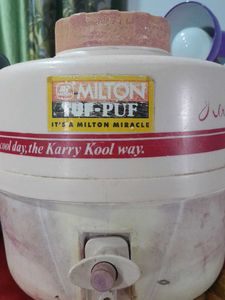 MILTON
TUF-PUF
IT'S A MILTON MIRACLE
cool day, the Karry Kool way.